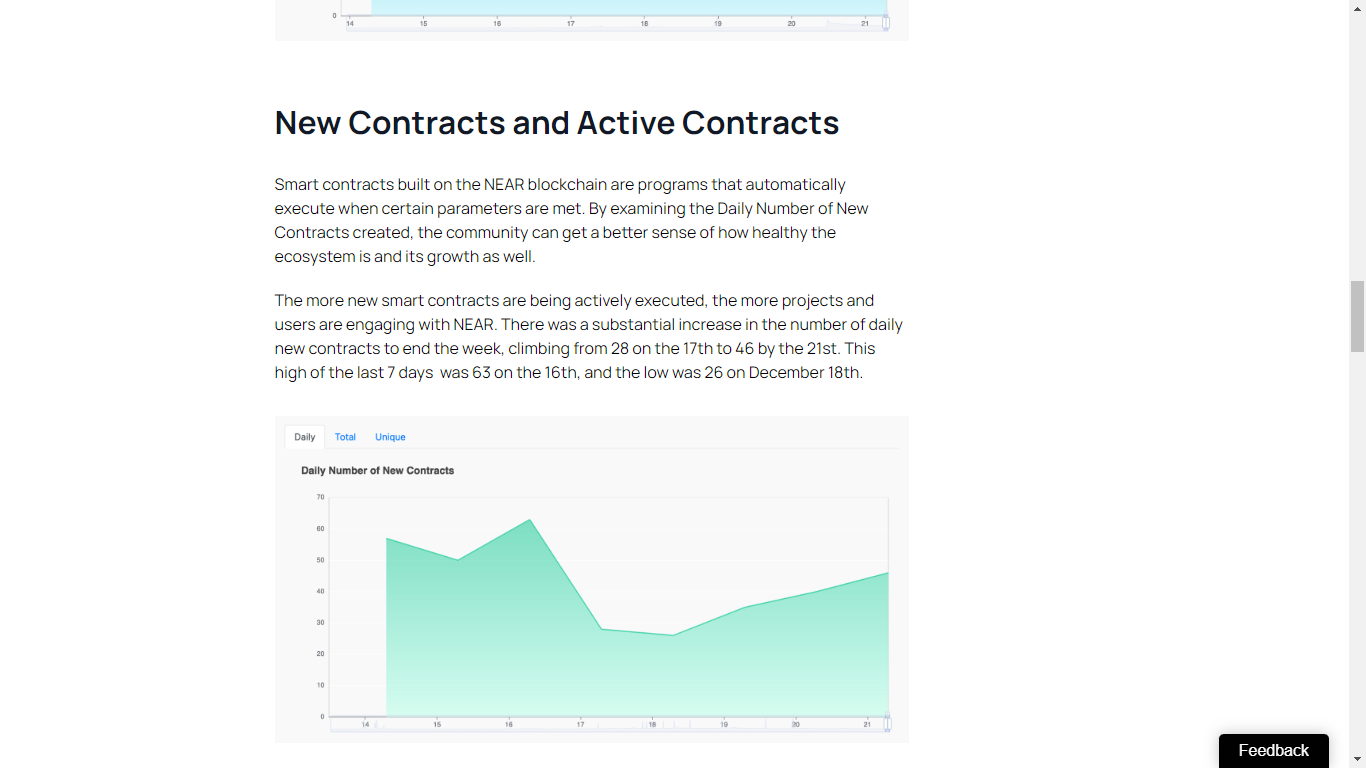 0
14 15 16 17 18 19 20 21
New Contracts and Active Contracts
Smart contracts built on the NEAR blockchain are programs that automatically
execute when certain parameters are met. By examining the Daily Number of New
Contracts created, the community can get a better sense of how healthy the
ecosystem is and its growth as well.
The more new smart contracts are being actively executed, the more projects and
users are engaging with NEAR. There was a substantial increase in the number of daily
new contracts to end the week, climbing from 28 on the 17th to 46 by the 21st. This
high of the last 7 days  was 63 on the 16th, and the low was 26 on December 18th.
Daily Total Unique
Daily Number of New Contracts
70
60
50
40
30
20
10
0
14 15 16 17 18 19 20 21
Feedback